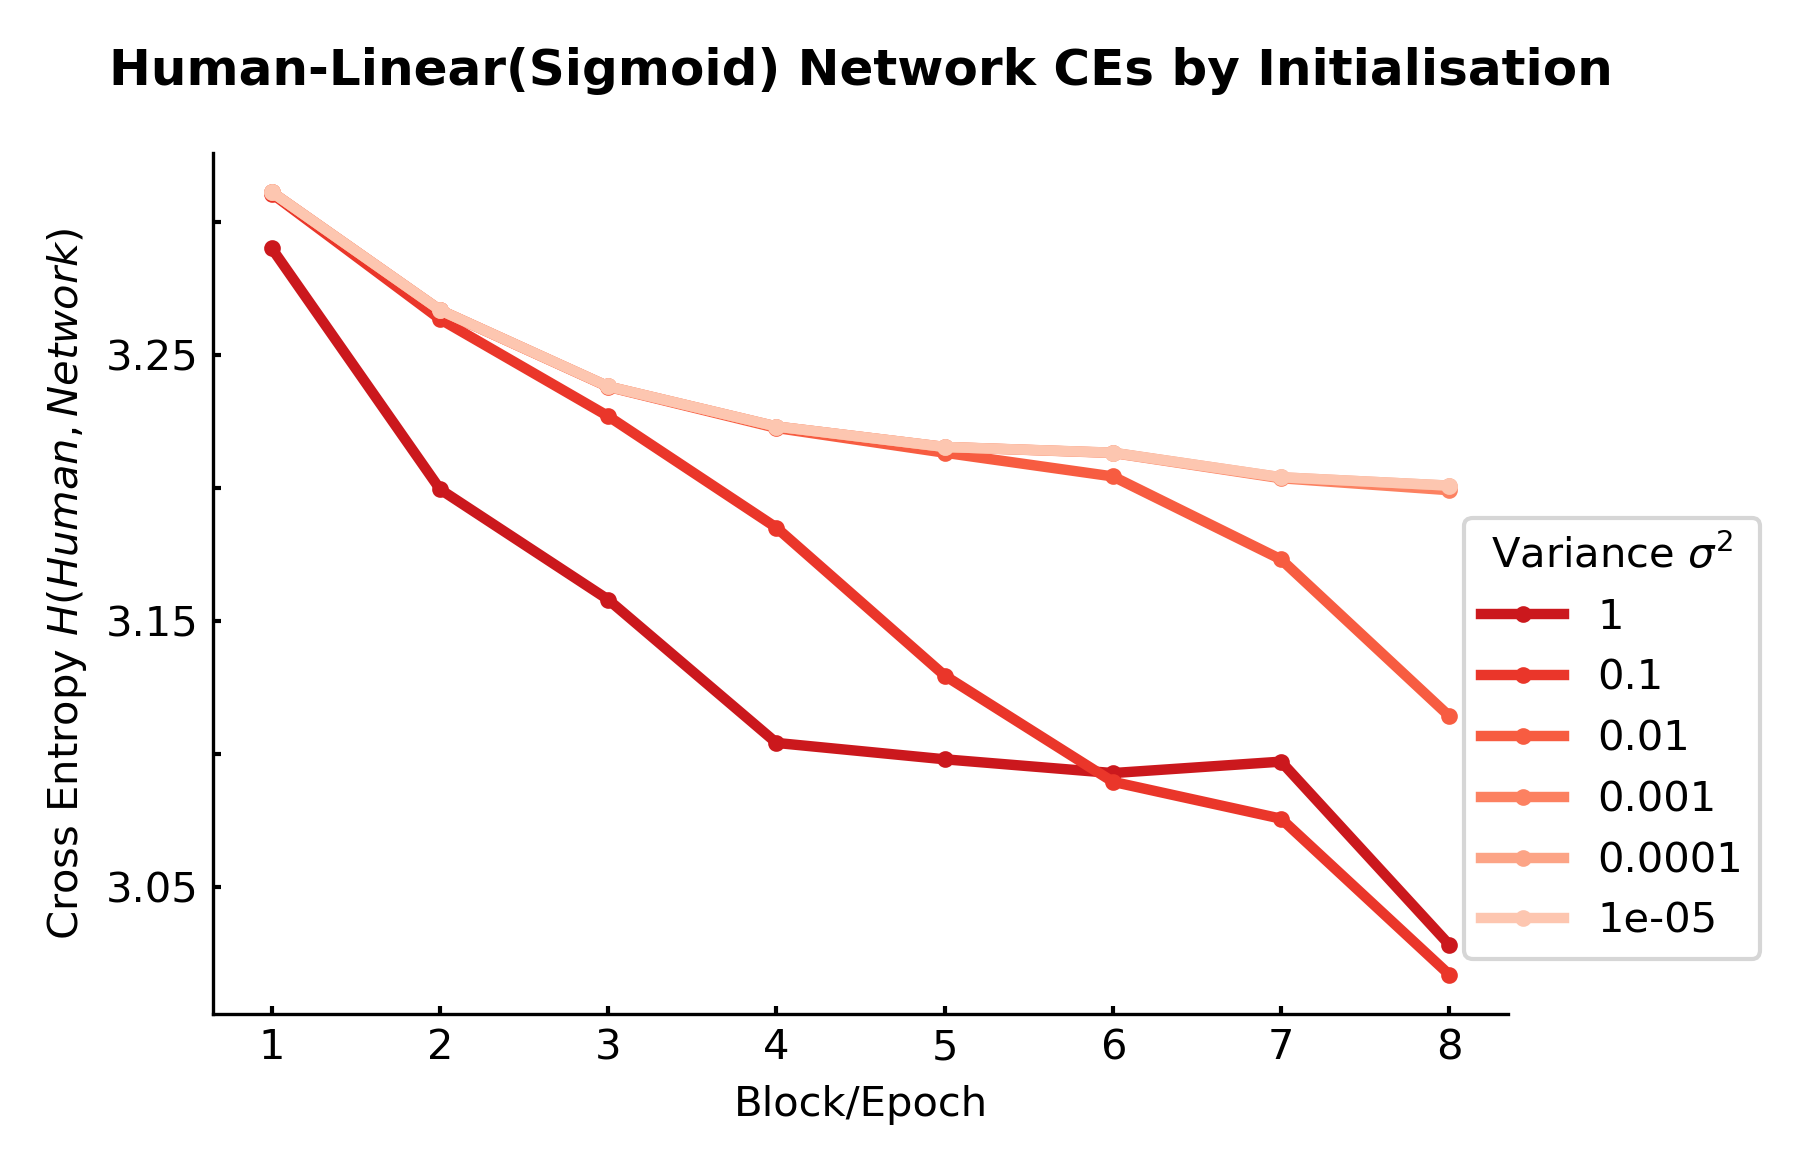 Human-Linear(Sigmoid) Network CEs by Initialisation
Cross Entropy H(Human, Network)
3.25
3.15
3.05
1 2 3 4 5 6 7 8
Block/Epoch
Variance σ²
1
0.1
0.01
0.001
0.0001
1e-05